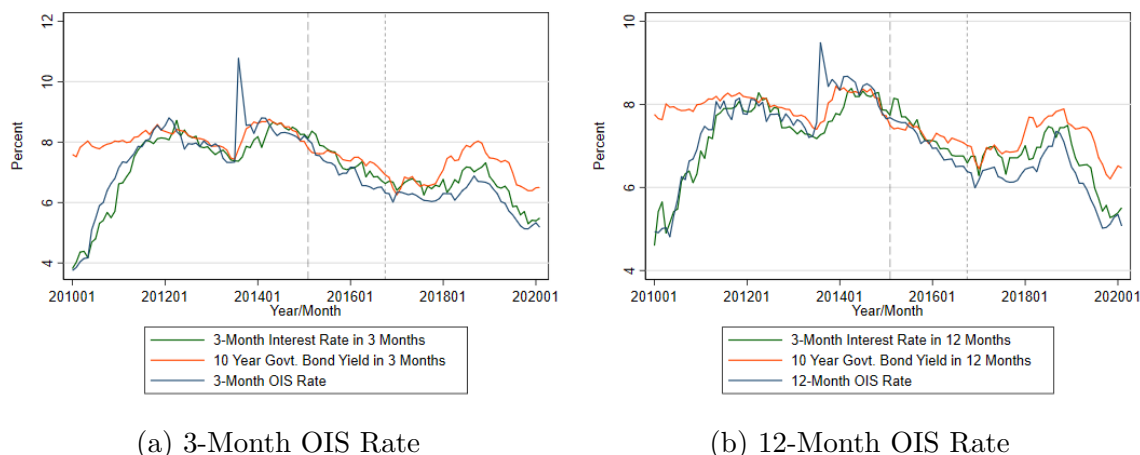 12
10
8
6
4
Percent
201001
201201
201401
201601
201801
202001
Year/Month
3-Month Interest Rate in 3 Months
10 Year Govt. Bond Yield in 3 Months
3-Month OIS Rate
(a) 3-Month OIS Rate
10
8
6
4
Percent
201001
201201
201401
201601
201801
202001
Year/Month
3-Month Interest Rate in 12 Months
10 Year Govt. Bond Yield in 12 Months
12-Month OIS Rate
(b) 12-Month OIS Rate